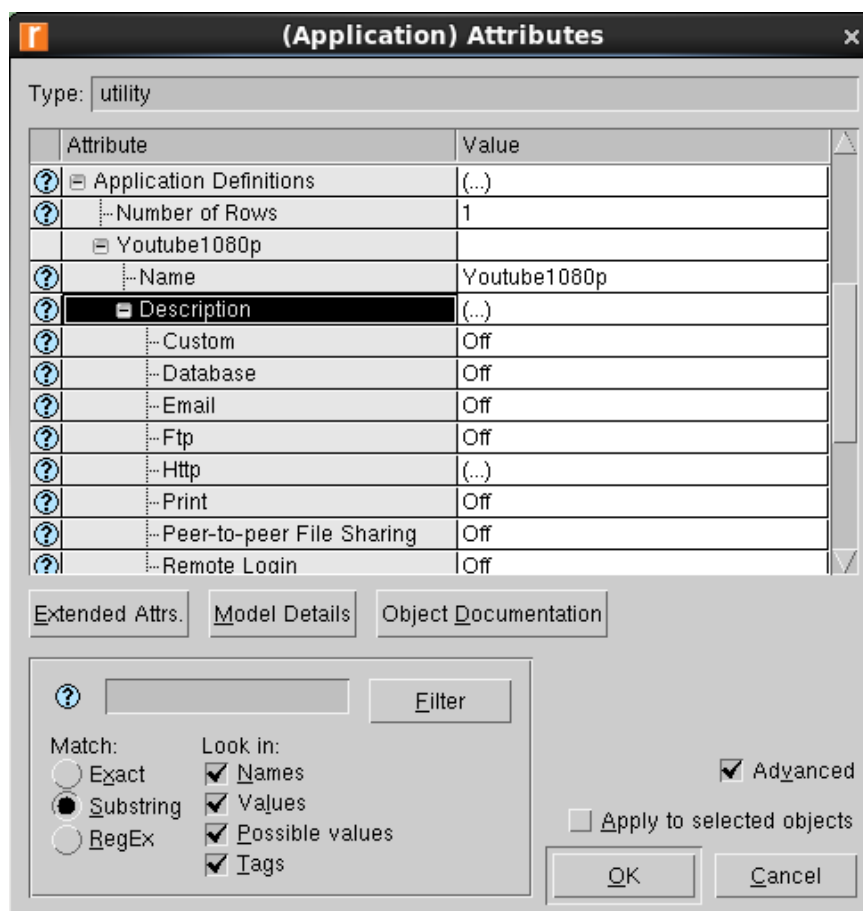 (Application) Attributes
Type: utility
Attribute Value
Application Definitions (...)
Number of Rows 1
Youtube1080p
Name Youtube1080p
Description (...)
Custom Off
Database Off
Email Off
Ftp Off
Http (...)
Print Off
Peer-to-peer File Sharing Off
Remote Login Off
Extended Attrs. Model Details Object Documentation
Filter
Match: Look in:
Exact Names
Substring Values
RegEx Possible values
Tags
Advanced
Apply to selected objects
OK Cancel